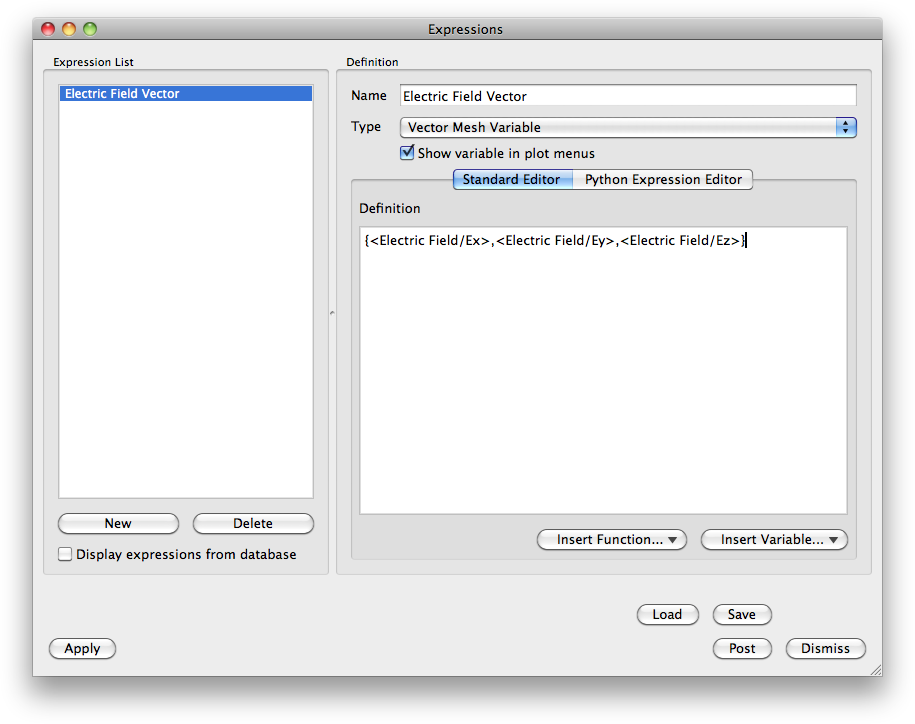 Expressions
Expression List
Electric Field Vector
New
Delete
Display expressions from database
Definition
Name
Electric Field Vector
Type
Vector Mesh Variable
Show variable in plot menus
Standard Editor
Python Expression Editor
Definition
{<Electric Field/Ex>,<Electric Field/Ey>,<Electric Field/Ez>}
Insert Function...
Insert Variable...
Load
Save
Apply
Post
Dismiss